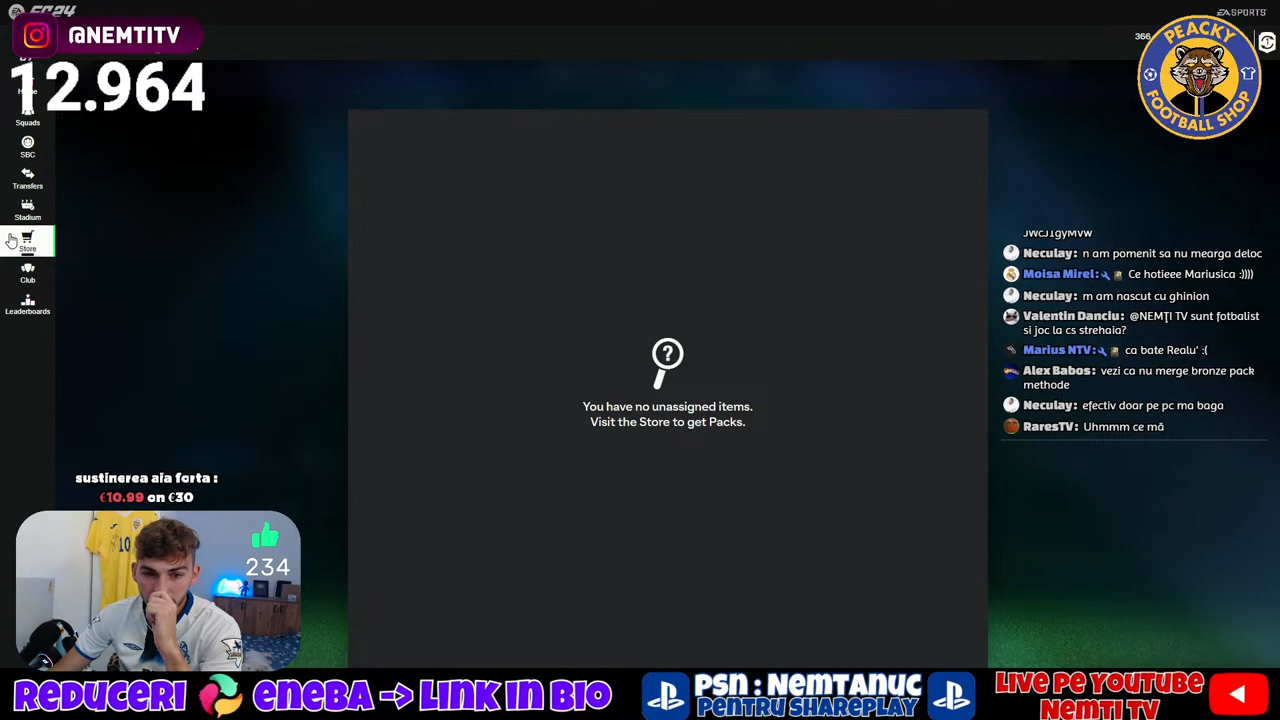 FC24
EA SPORTS
@NEMTITV
12.964
366
PEACKY
FOOTBALL SHOP
Squads
SBC
Transfers
Stadium
Store
Club
Leaderboards
You have no unassigned items.
Visit the Store to get Packs.
JWCJ1gyMVW
Neculay: n am pomenit sa nu mearga deloc
Moisa Mirel: Ce hotieee Mariusica :))))
Neculay: m am nascut cu ghinion
Valentin Danciu: @NEMȚI TV sunt fotbalist
si joc la cs strehaia?
Marius NTV: ca bate Realu' :(
Alex Babos: vezi ca nu merge bronze pack
methode
Neculay: efectiv doar pe pc ma baga
RaresTV: Uhmmm ce mă
sustinerea aia forta :
€10.99 on €30
234
10
REDUCERI ENEBA -> LINK IN BIO
PSN : NEMTANUC
PENTRU SHAREPLAY
LIVE PE YOUTUBE
NEMTI TV